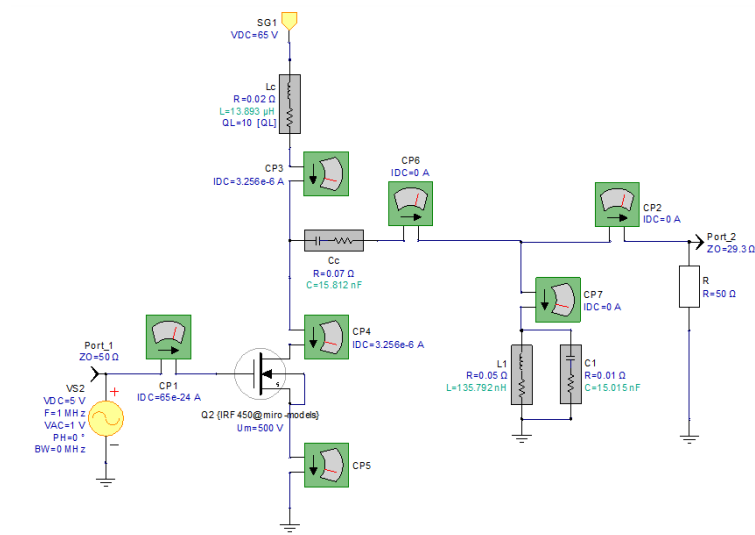 SG1
VDC=65 V
Lc
R=0.02 Ω
L=13.893 µH
QL=10 [QL]
CP3
IDC=3.256e-6 A
CP6
IDC=0 A
CP2
IDC=0 A
Port_2
ZO=29.3 Ω
Cc
R=0.07 Ω
C=15.812 nF
R
R=50 Ω
CP7
IDC=0 A
CP4
IDC=3.256e-6 A
Port_1
ZO=50 Ω
CP1
IDC=65e-24 A
VS2
VDC=5 V
F=1 MHz
VAC=1 V
PH=0 °
BW=0 MHz
S
Q2 {IRF450@miro-models}
Um=500 V
L1
R=0.05 Ω
L=135.792 nH
C1
R=0.01 Ω
C=15.015 nF
CP5